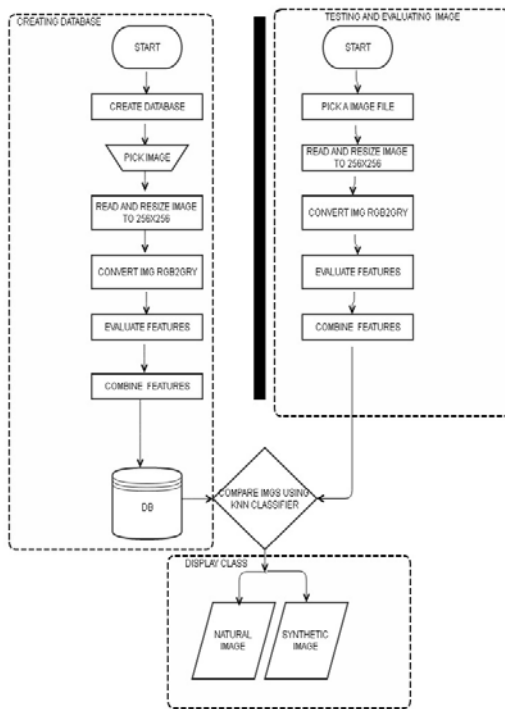 CREATING DATABASE
START
CREATE DATABASE
PICK IMAGE
READ AND RESIZE IMAGE
TO 256X256
CONVERT IMG RGB2GRY
EVALUATE FEATURES
COMBINE FEATURES
DB
TESTING AND EVALUATING IMAGE
START
PICK A IMAGE FILE
READ AND RESIZE IMAGE TO
256X256
CONVERT IMG RGB2GRY
EVALUATE FEATURES
COMBINE FEATURES
COMPARE IMGS USING
KNN CLASSIFIER
DISPLAY CLASS
NATURAL
IMAGE
SYNTHETIC
IMAGE